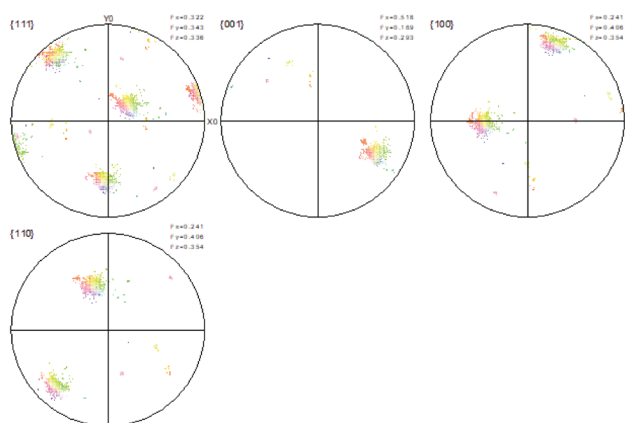 {111}
Y0
Fx=0.322
Fy=0.343
Fz=0.336
X0
{001}
Fx=0.518
Fy=0.189
Fz=0.293
{100}
Fx=0.241
Fy=0.406
Fz=0.354
{110}
Fx=0.241
Fy=0.406
Fz=0.354